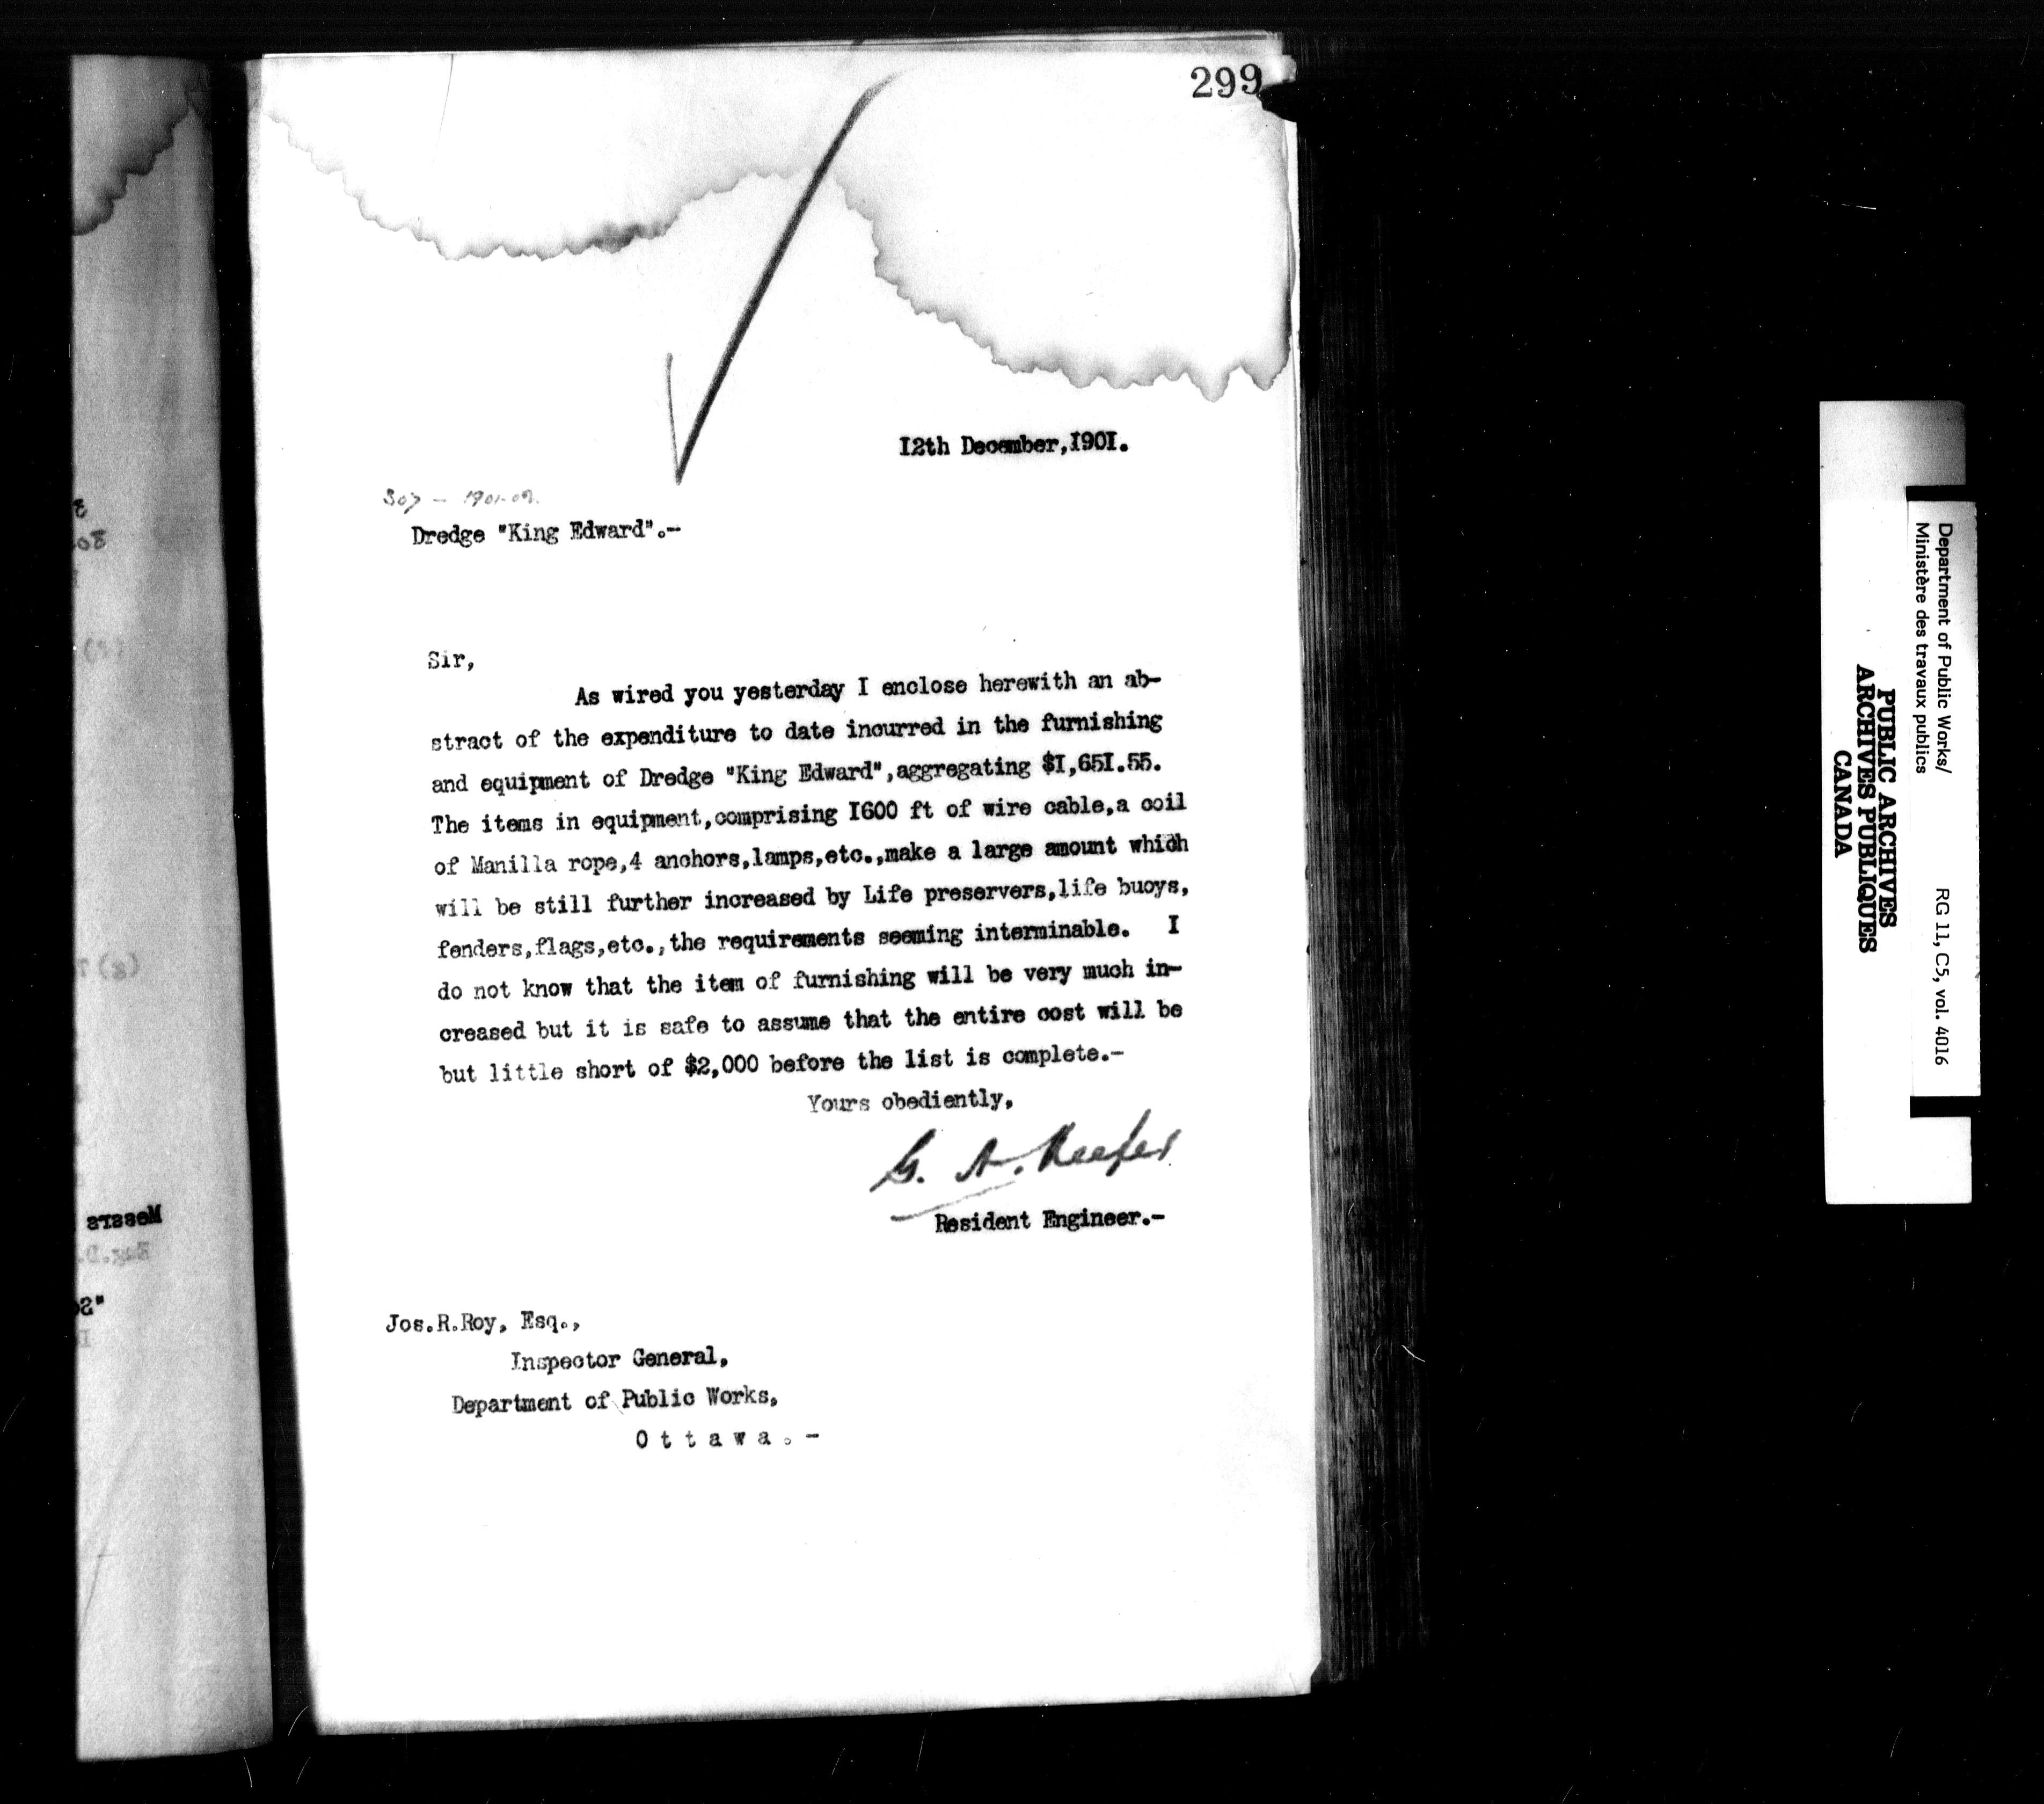 299
12th December,1901.
307 - 1901-02.
Dredge "King Edward".-
Sir,
As wired you yesterday I enclose herewith an ab-
stract of the expenditure to date incurred in the furnishing
and equipment of Dredge "King Edward",aggregating $1,651.55.
The items in equipment,comprising 1600 ft of wire cable,a coil
of Manilla rope,4 anchors,lamps,etc.,make a large amount which
will be still further increased by Life preservers,life buoys,
fenders,flags,etc.,the requirements seeming interminable. I
do not know that the item of furnishing will be very much in-
creased but it is safe to assume that the entire cost will be
but little short of $2,000 before the list is complete.-
Yours obediently,
G. A. Keefer
Resident Engineer.-
Jos.R.Roy, Esq.,
Inspector General,
Department of Public Works,
O t t a w a .-
Messrs
Department of Public Works/
Ministère des travaux publics
RG 11, C5, vol. 4016
PUBLIC ARCHIVES
ARCHIVES PUBLIQUES
CANADA